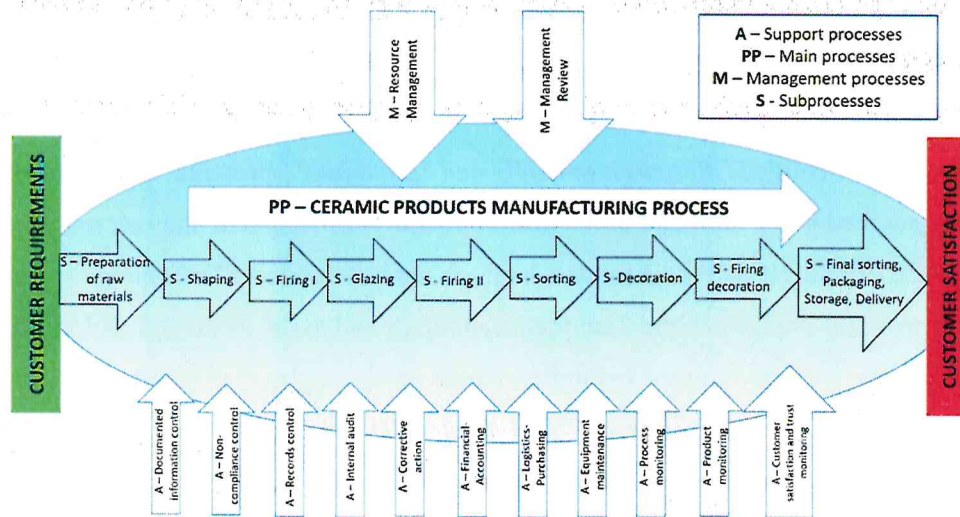 A – Support processes
PP – Main processes
M – Management processes
S - Subprocesses
M – Resource
Management
M – Management
Review
CUSTOMER REQUIREMENTS
PP – CERAMIC PRODUCTS MANUFACTURING PROCESS
S – Preparation
of raw
materials
S - Shaping
S - Firing I
S - Glazing
S - Firing II
S - Sorting
S -Decoration
S - Firing
decoration
S – Final sorting,
Packaging,
Storage, Delivery
CUSTOMER SATISFACTION
A – Documented
information control
A – Non-
compliance control
A – Records control
A – Internal audit
A – Corrective
action
A – Financial-
Accounting
A – Logistics-
Purchasing
A – Equipment
maintenance
A – Process
monitoring
A – Product
monitoring
A – Customer
satisfaction and trust
monitoring